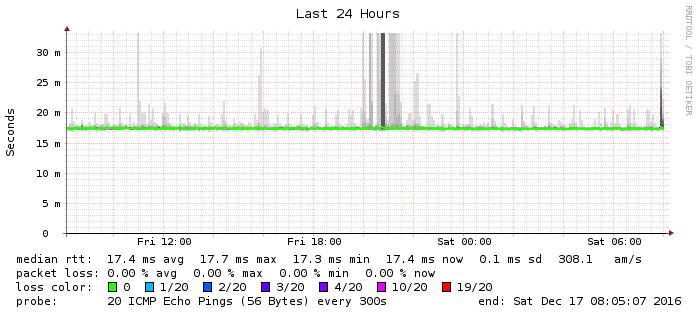 Last 24 Hours
RRDTOOL / TOBI OETIKER
Seconds
30 m
25 m
20 m
15 m
10 m
5 m
0
Fri 12:00 Fri 18:00 Sat 00:00 Sat 06:00
median rtt: 17.4 ms avg 17.7 ms max 17.3 ms min 17.4 ms now 0.1 ms sd 308.1 am/s
packet loss: 0.00 % avg 0.00 % max 0.00 % min 0.00 % now
loss color: 0 1/20 2/20 3/20 4/20 10/20 19/20
probe: 20 ICMP Echo Pings (56 Bytes) every 300s end: Sat Dec 17 08:05:07 2016